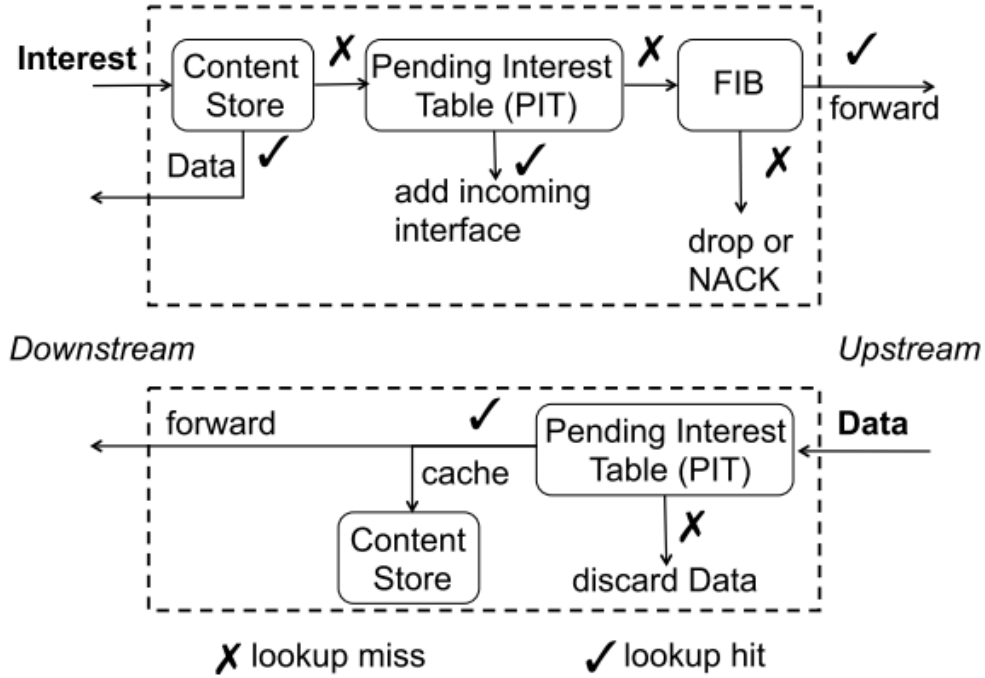 Interest
Content
Store
Pending Interest
Table (PIT)
FIB
forward
Data
add incoming
interface
drop or
NACK
Downstream
Upstream
forward
cache
Pending Interest
Table (PIT)
Data
Content
Store
discard Data
✗ lookup miss
✓ lookup hit